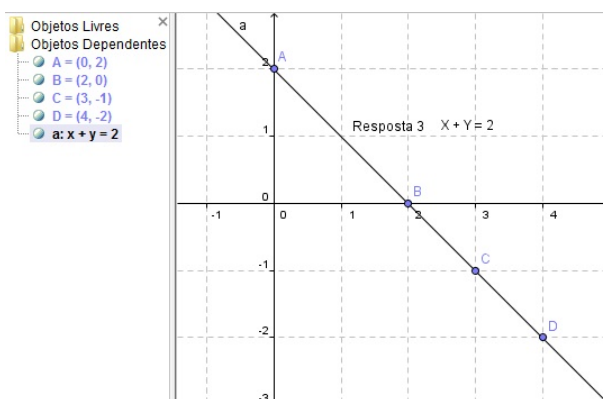 Objetos Livres
Objetos Dependentes
A = (0, 2)
B = (2, 0)
C = (3, -1)
D = (4, -2)
a: x + y = 2
a
A
2
Resposta 3 X + Y = 2
1
B
0
-1 0 1 2 3 4
C
-1
D
-2
-3